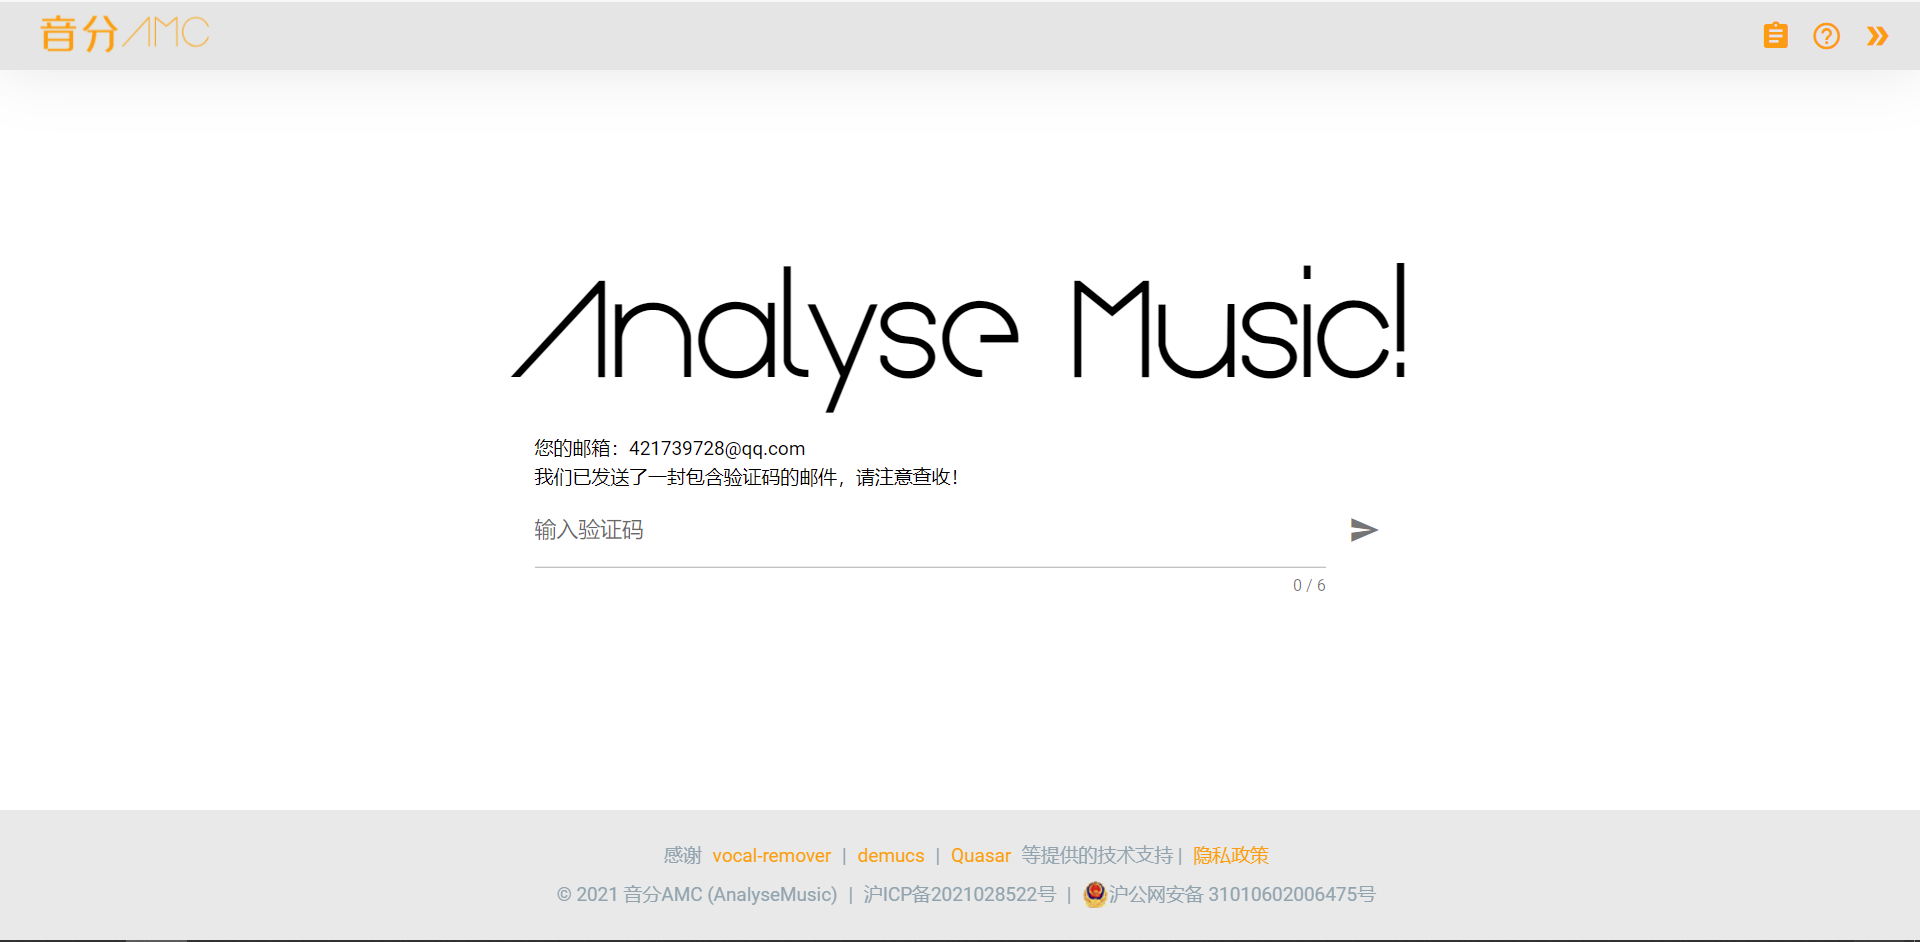 音分AMC
Analyse Music!
您的邮箱：421739728@qq.com
我们已发送了一封包含验证码的邮件，请注意查收！
输入验证码
0 / 6
感谢 vocal-remover | demucs | Quasar 等提供的技术支持 | 隐私政策
© 2021 音分AMC (AnalyseMusic) | 沪ICP备2021028522号 | 沪公网安备 31010602006475号